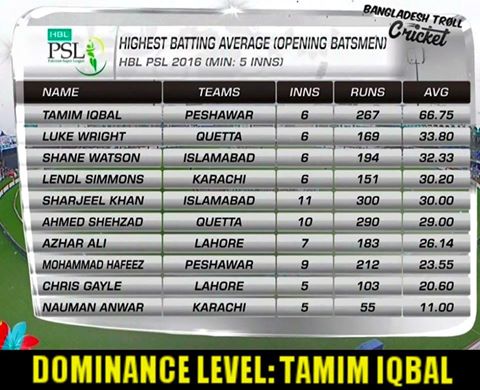 BANGLADESH TROLL
Cricket
HBL
PSL
Pakistan Super League
HIGHEST BATTING AVERAGE (OPENING BATSMEN)
HBL PSL 2016 (MIN: 5 INNS)
NAME TEAMS INNS RUNS AVG
TAMIM IQBAL PESHAWAR 6 267 66.75
LUKE WRIGHT QUETTA 6 169 33.80
SHANE WATSON ISLAMABAD 6 194 32.33
LENDL SIMMONS KARACHI 6 151 30.20
SHARJEEL KHAN ISLAMABAD 11 300 30.00
AHMED SHEHZAD QUETTA 10 290 29.00
AZHAR ALI LAHORE 7 183 26.14
MOHAMMAD HAFEEZ PESHAWAR 9 212 23.55
CHRIS GAYLE LAHORE 5 103 20.60
NAUMAN ANWAR KARACHI 5 55 11.00
DOMINANCE LEVEL: TAMIM IQBAL